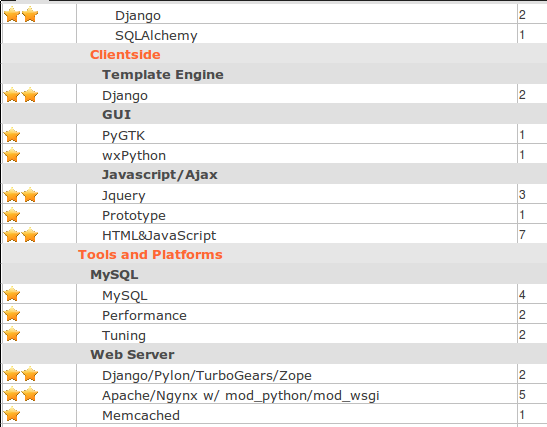 Django 2
SQLAlchemy 1
Clientside
Template Engine
Django 2
GUI
PyGTK 1
wxPython 1
Javascript/Ajax
Jquery 3
Prototype 1
HTML&JavaScript 7
Tools and Platforms
MySQL
MySQL 4
Performance 2
Tuning 2
Web Server
Django/Pylon/TurboGears/Zope 2
Apache/Ngynx w/ mod_python/mod_wsgi 5
Memcached 1